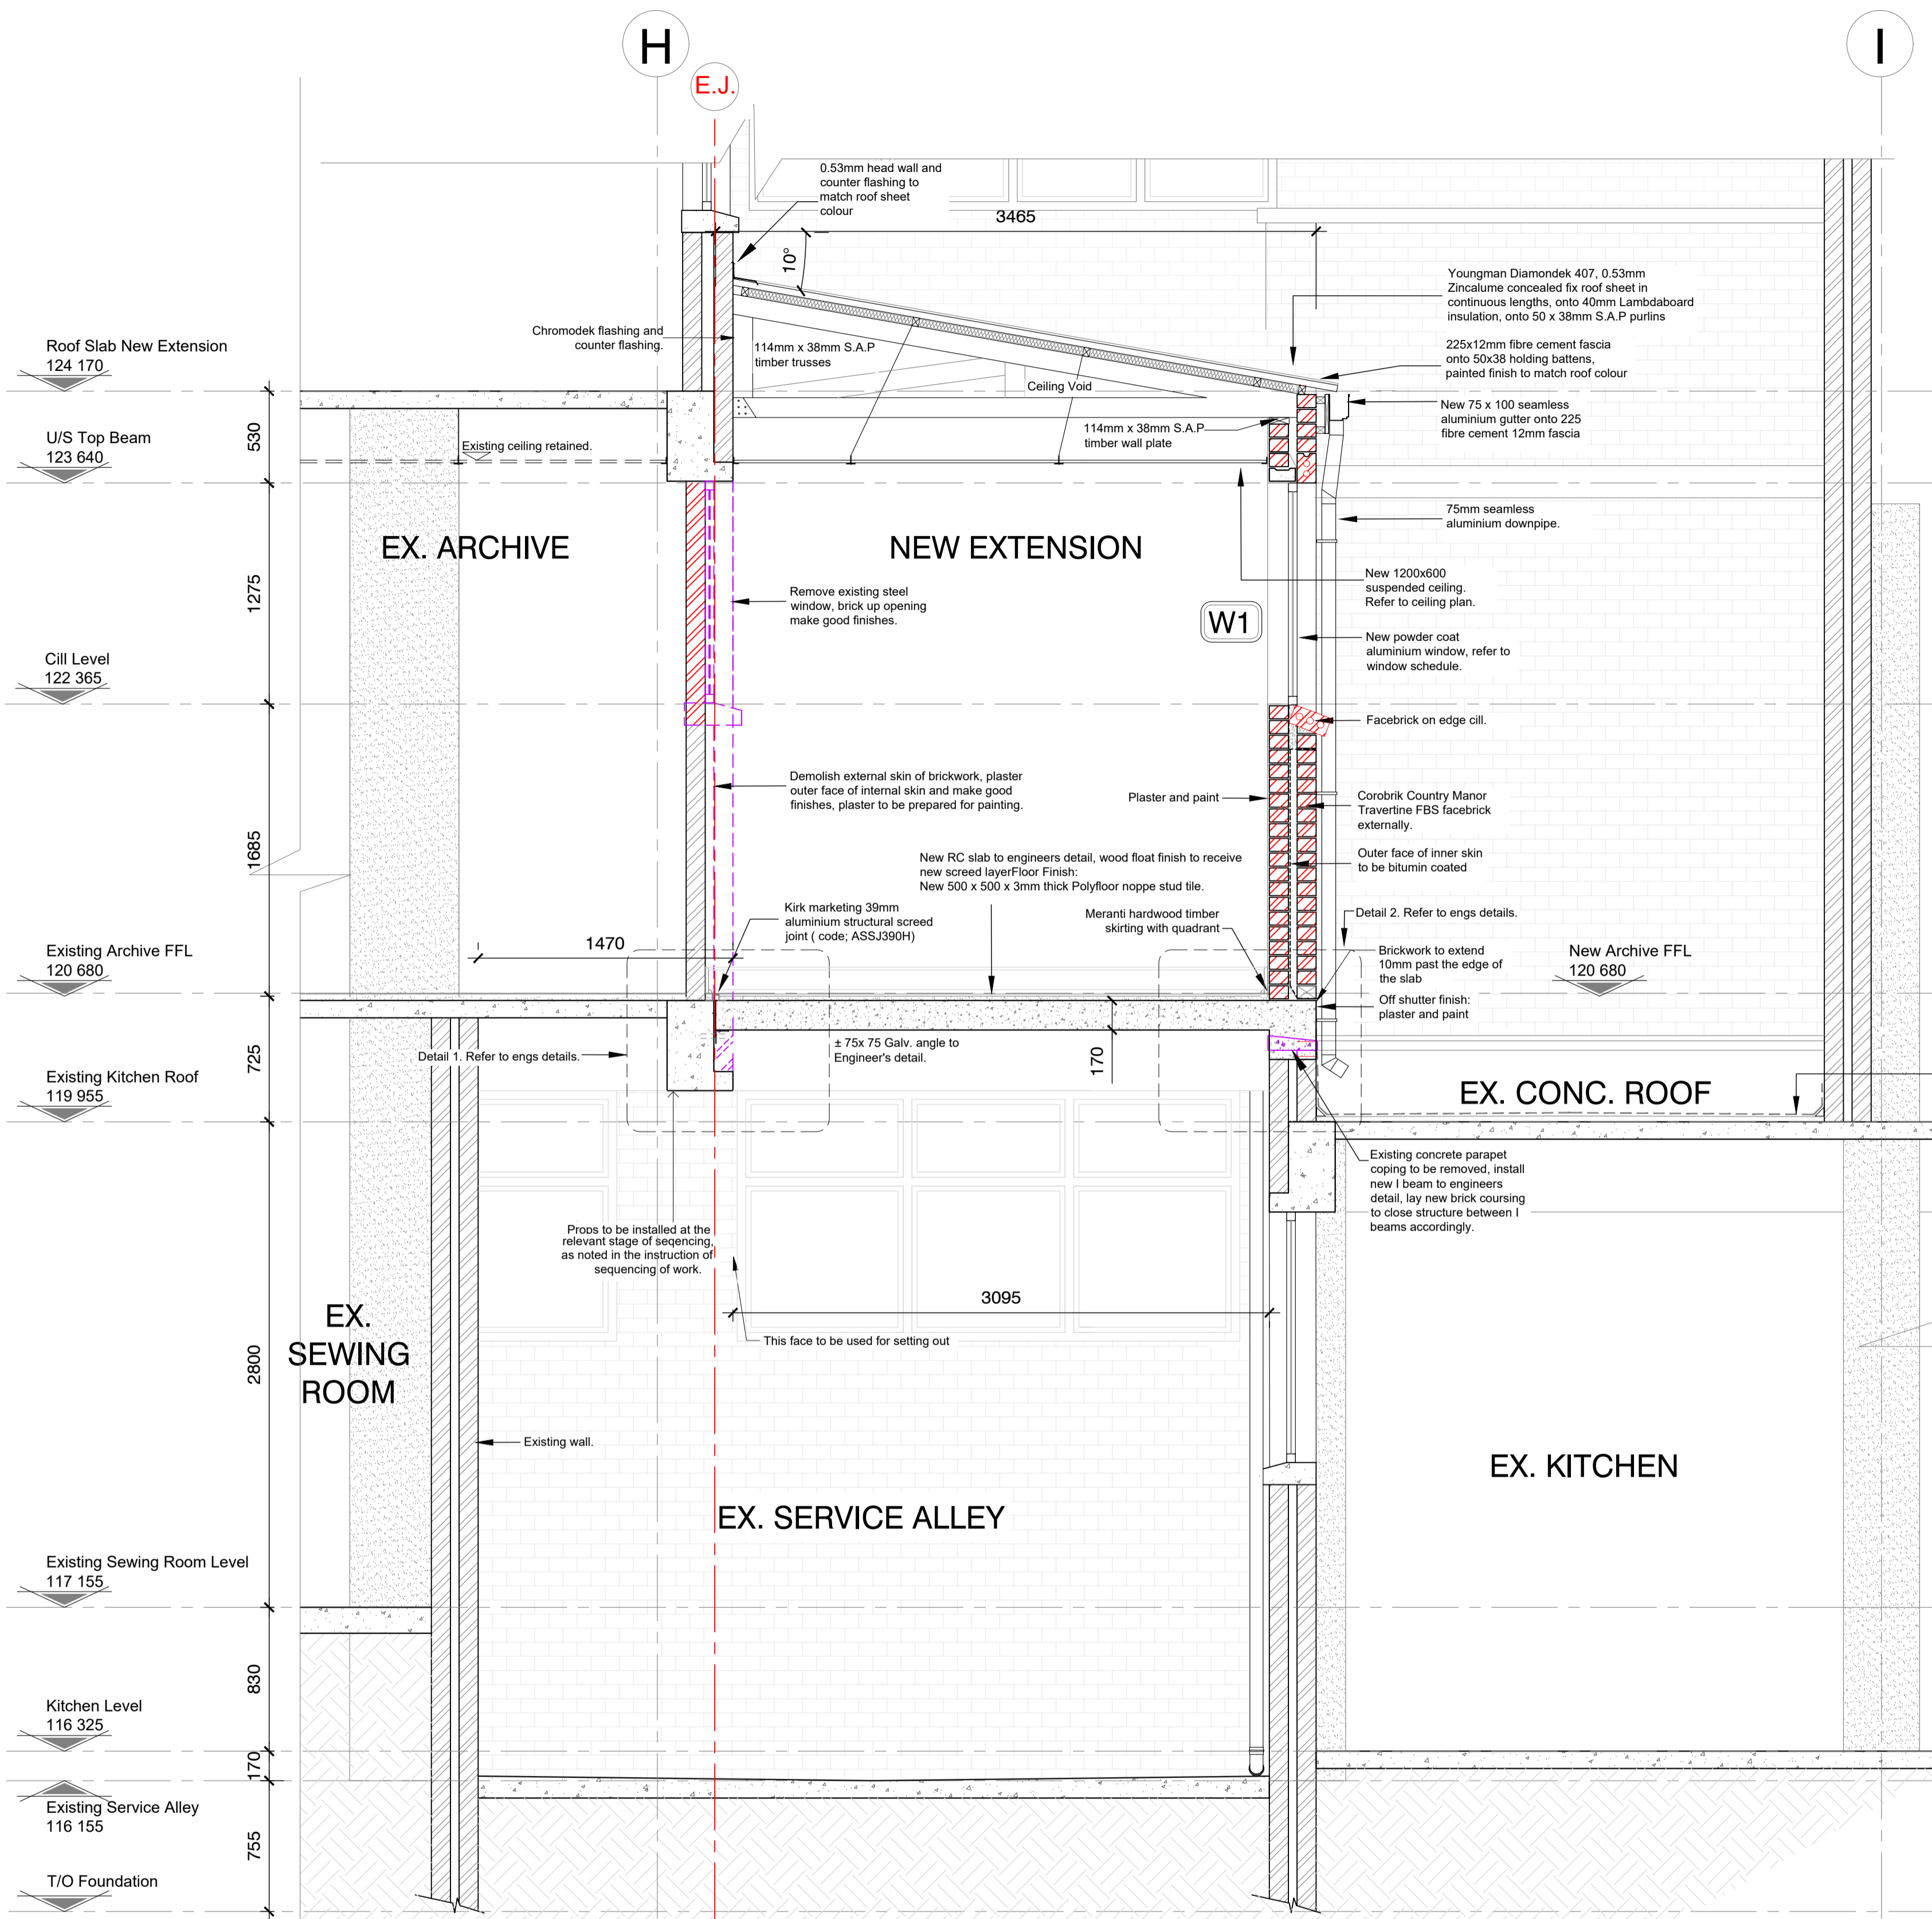 H
I
E.J.
0.53mm head wall and
counter flashing to
match roof sheet
colour
3465
10°
Youngman Diamondek 407, 0.53mm
Zincalume concealed fix roof sheet in
continuous lengths, onto 40mm Lambdaboard
insulation, onto 50 x 38mm S.A.P purlins
Chromodek flashing and
counter flashing.
114mm x 38mm S.A.P
timber trusses
225x12mm fibre cement fascia
onto 50x38 holding battens,
painted finish to match roof colour
Roof Slab New Extension
124 170
Ceiling Void
New 75 x 100 seamless
aluminium gutter onto 225
fibre cement 12mm fascia
530
U/S Top Beam
123 640
Existing ceiling retained.
114mm x 38mm S.A.P
timber wall plate
75mm seamless
aluminium downpipe.
EX. ARCHIVE
NEW EXTENSION
1275
Remove existing steel
window, brick up opening
make good finishes.
New 1200x600
suspended ceiling.
Refer to ceiling plan.
W1
New powder coat
aluminium window, refer to
window schedule.
Cill Level
122 365
Facebrick on edge cill.
Demolish external skin of brickwork, plaster
outer face of internal skin and make good
finishes, plaster to be prepared for painting.
Plaster and paint
Corobrik Country Manor
Travertine FBS facebrick
externally.
1685
New RC slab to engineers detail, wood float finish to receive
new screed layerFloor Finish:
New 500 x 500 x 3mm thick Polyfloor noppe stud tile.
Outer face of inner skin
to be bitumin coated
Kirk marketing 39mm
aluminium structural screed
joint ( code; ASSJ390H)
Meranti hardwood timber
skirting with quadrant
Detail 2. Refer to engs details.
1470
Existing Archive FFL
120 680
Brickwork to extend
10mm past the edge of
the slab
New Archive FFL
120 680
Off shutter finish:
plaster and paint
725
Detail 1. Refer to engs details.
± 75x 75 Galv. angle to
Engineer's detail.
170
Existing Kitchen Roof
119 955
EX. CONC. ROOF
Existing concrete parapet
coping to be removed, install
new I beam to engineers
detail, lay new brick coursing
to close structure between I
beams accordingly.
Props to be installed at the
relevant stage of seqencing,
as noted in the instruction of
sequencing of work.
3095
This face to be used for setting out
EX.
SEWING
ROOM
2800
Existing wall.
EX. KITCHEN
EX. SERVICE ALLEY
Existing Sewing Room Level
117 155
830
Kitchen Level
116 325
170
Existing Service Alley
116 155
755
T/O Foundation